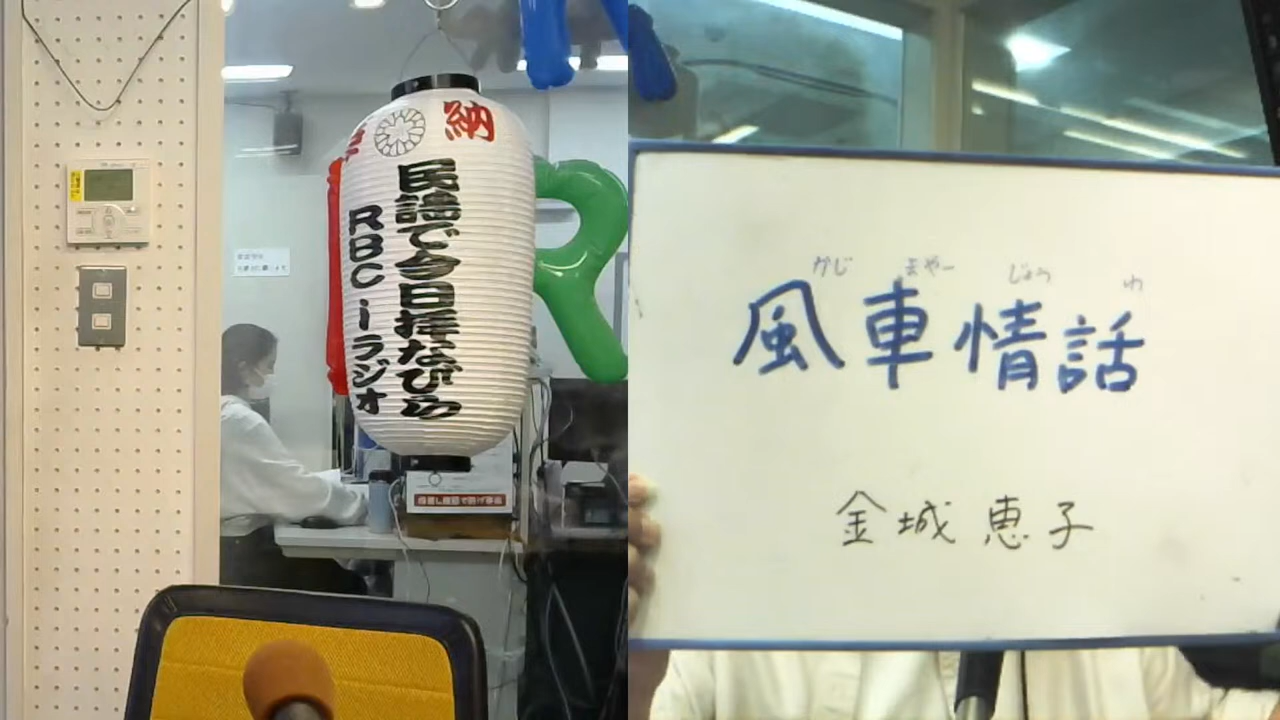 納
民謡で今日拝なびら
RBCiラジオ
R
かじ まやー じょう わ
風車情話
金城恵子